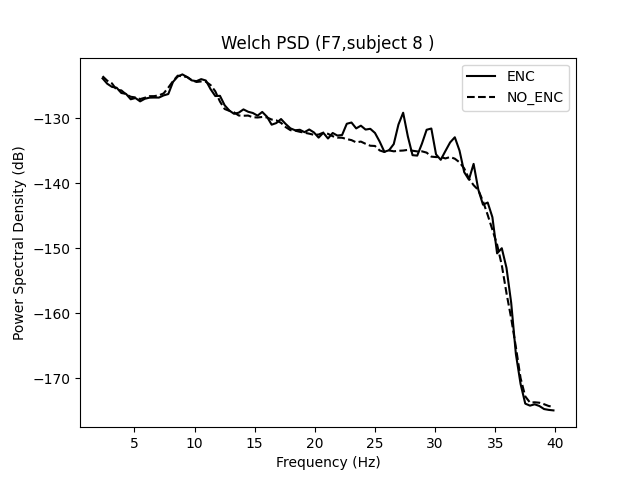 Welch PSD (F7,subject 8 )
ENC
NO_ENC
Power Spectral Density (dB)
−130
−140
−150
−160
−170
5 10 15 20 25 30 35 40
Frequency (Hz)